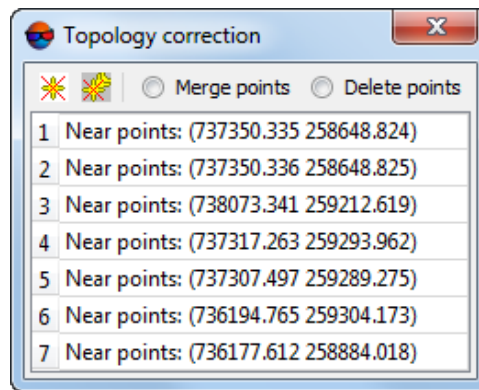 Topology correction
Merge points Delete points
1 Near points: (737350.335 258648.824)
2 Near points: (737350.336 258648.825)
3 Near points: (738073.341 259212.619)
4 Near points: (737317.263 259293.962)
5 Near points: (737307.497 259289.275)
6 Near points: (736194.765 259304.173)
7 Near points: (736177.612 258884.018)